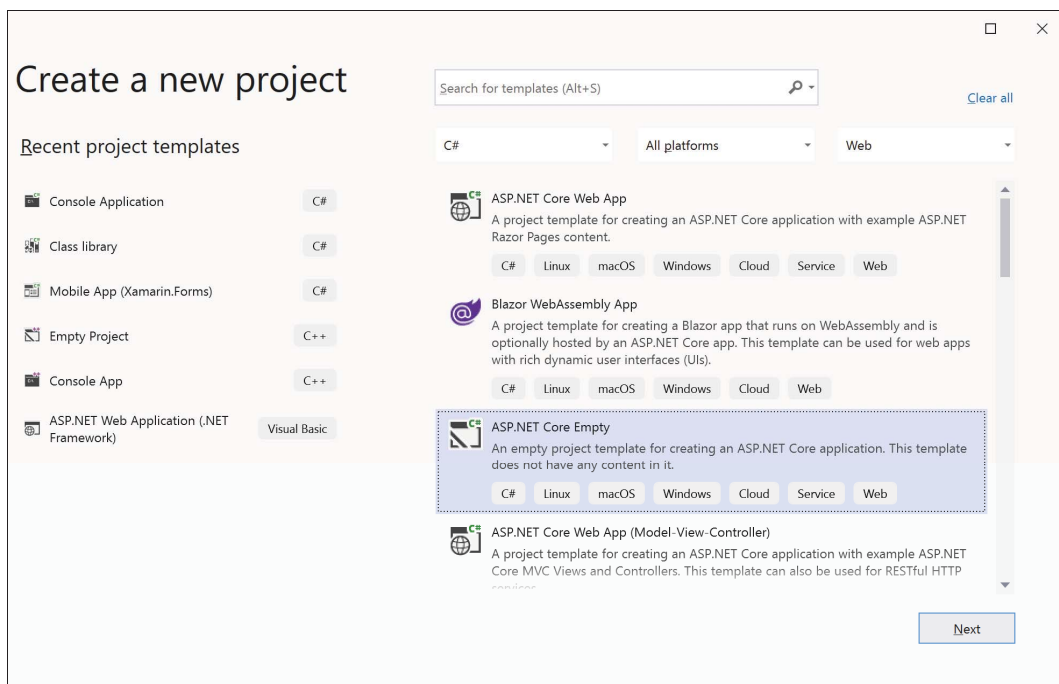 Create a new project
Recent project templates
Console Application C#
Class library C#
Mobile App (Xamarin.Forms) C#
Empty Project C++
Console App C++
ASP.NET Web Application (.NET
Framework) Visual Basic
Search for templates (Alt+S)
Clear all
C# All platforms Web
ASP.NET Core Web App
A project template for creating an ASP.NET Core application with example ASP.NET
Razor Pages content.
C# Linux macOS Windows Cloud Service Web
Blazor WebAssembly App
A project template for creating a Blazor app that runs on WebAssembly and is
optionally hosted by an ASP.NET Core app. This template can be used for web apps
with rich dynamic user interfaces (UIs).
C# Linux macOS Windows Cloud Web
ASP.NET Core Empty
An empty project template for creating an ASP.NET Core application. This template
does not have any content in it.
C# Linux macOS Windows Cloud Service Web
ASP.NET Core Web App (Model-View-Controller)
A project template for creating an ASP.NET Core application with example ASP.NET
Core MVC Views and Controllers. This template can also be used for RESTful HTTP
Next